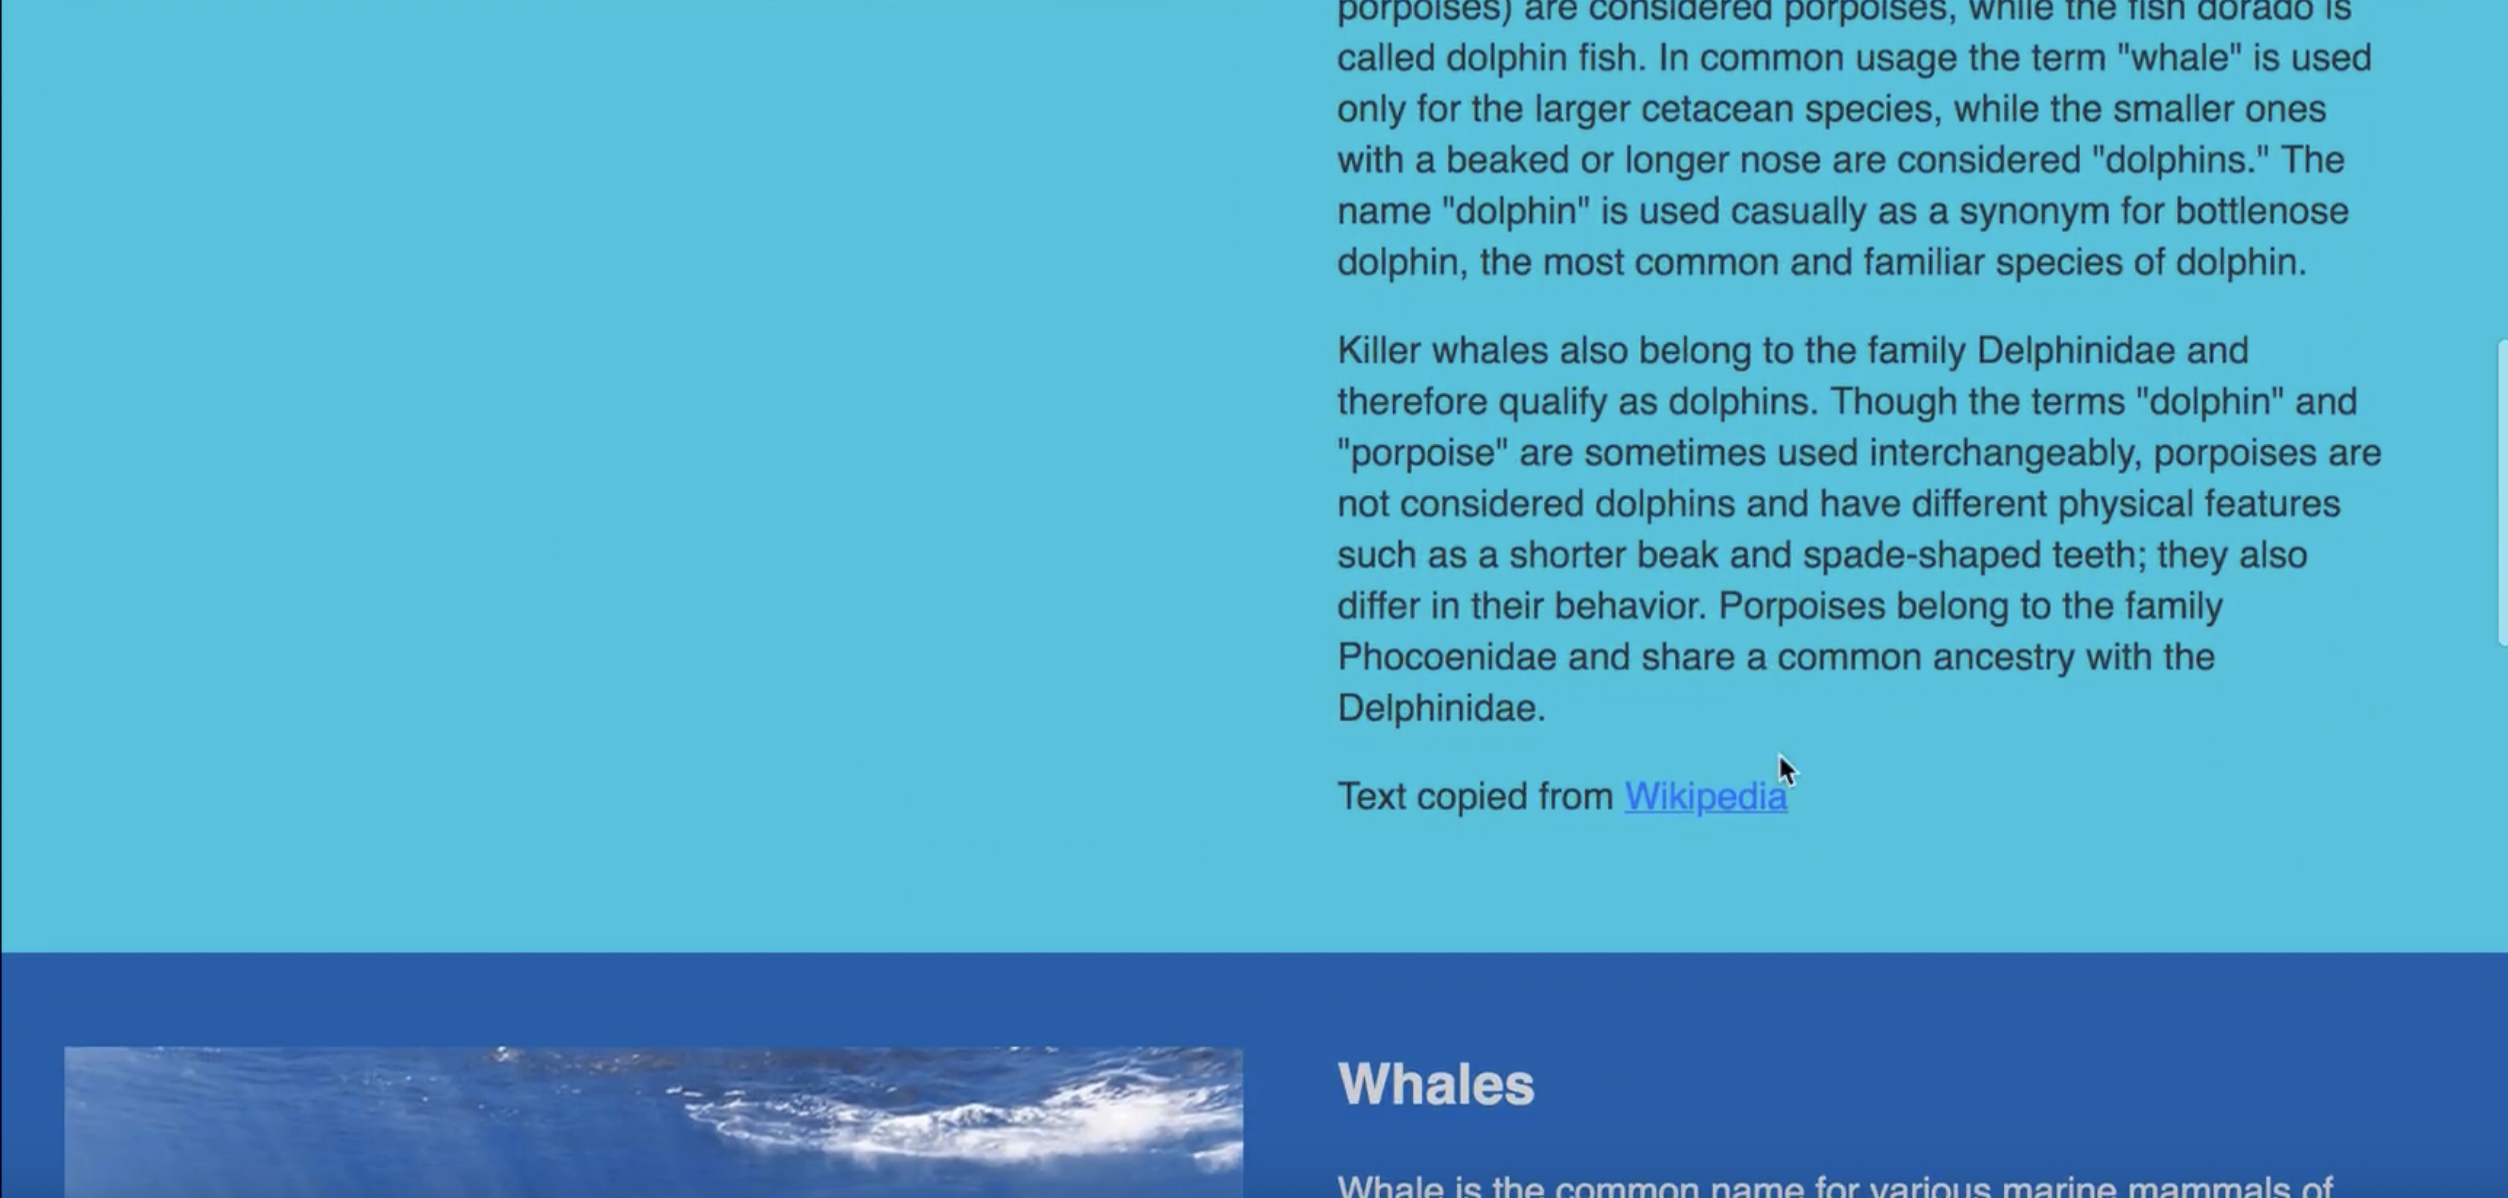 porpoises) are considered porpoises, while the fish dorado is
called dolphin fish. In common usage the term "whale" is used
only for the larger cetacean species, while the smaller ones
with a beaked or longer nose are considered "dolphins." The
name "dolphin" is used casually as a synonym for bottlenose
dolphin, the most common and familiar species of dolphin.
Killer whales also belong to the family Delphinidae and
therefore qualify as dolphins. Though the terms "dolphin" and
"porpoise" are sometimes used interchangeably, porpoises are
not considered dolphins and have different physical features
such as a shorter beak and spade-shaped teeth; they also
differ in their behavior. Porpoises belong to the family
Phocoenidae and share a common ancestry with the
Delphinidae.
Text copied from Wikipedia
Whales
Whale is the common name for various marine mammals of